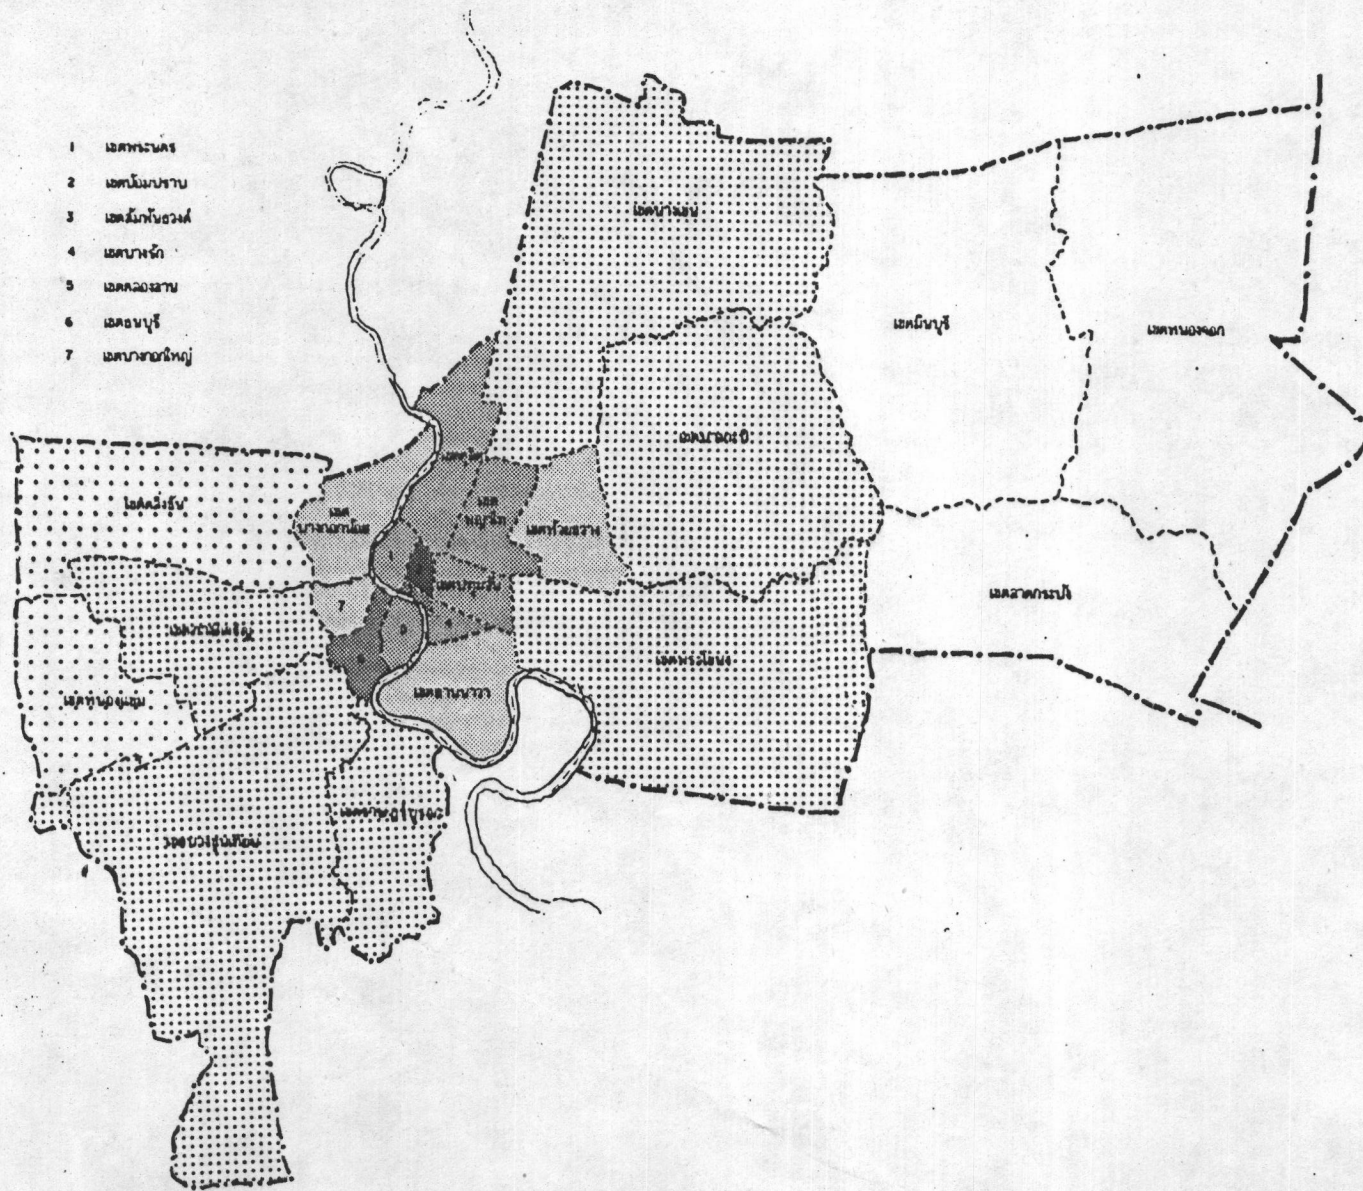 1 เขตพระนคร
2 เขตป้อมปราบ
3 เขตสัมพันธวงศ์
4 เขตบางรัก
5 เขตคลองสาน
6 เขตธนบุรี
7 เขตบางกอกใหญ่
เขตบางเขน
เขตมีนบุรี
เขตหนองจอก
เขตบางกะปิ
เขตดุสิต
เขตตลิ่งชัน
เขต
บางกอกน้อย
เขต
พญาไท
เขตห้วยขวาง
1
เขตปทุมวัน
เขตลาดกระบัง
7
เขตภาษีเจริญ
5
4
6
เขตพระโขนง
เขตยานนาวา
เขตหนองแขม
เขตราษฎร์บูรณะ
เขตบางขุนเทียน